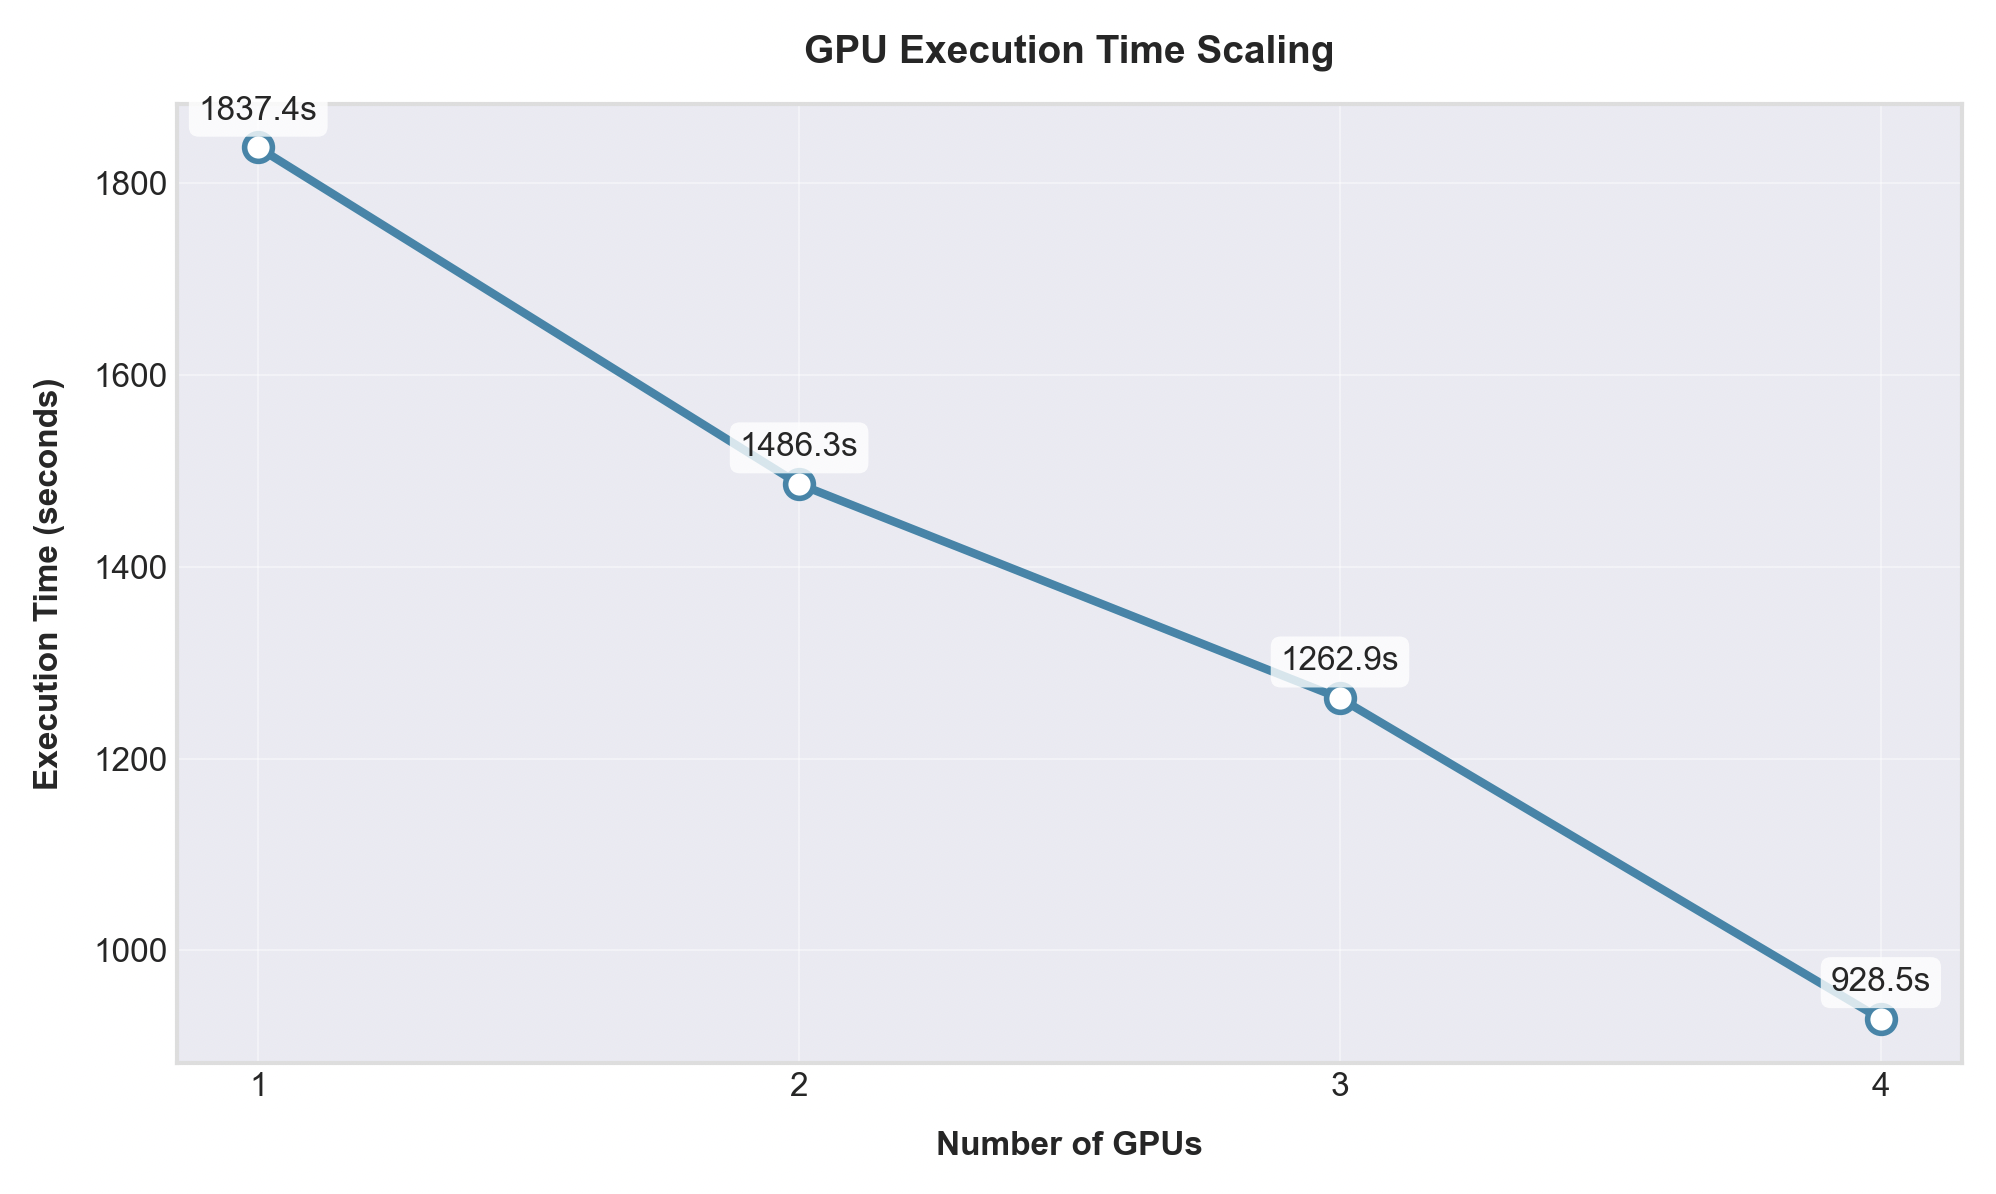 GPU Execution Time Scaling
1837.4s
1800
1600
1486.3s
1400
1262.9s
1200
1000
928.5s
Execution Time (seconds)
1
2
3
4
Number of GPUs